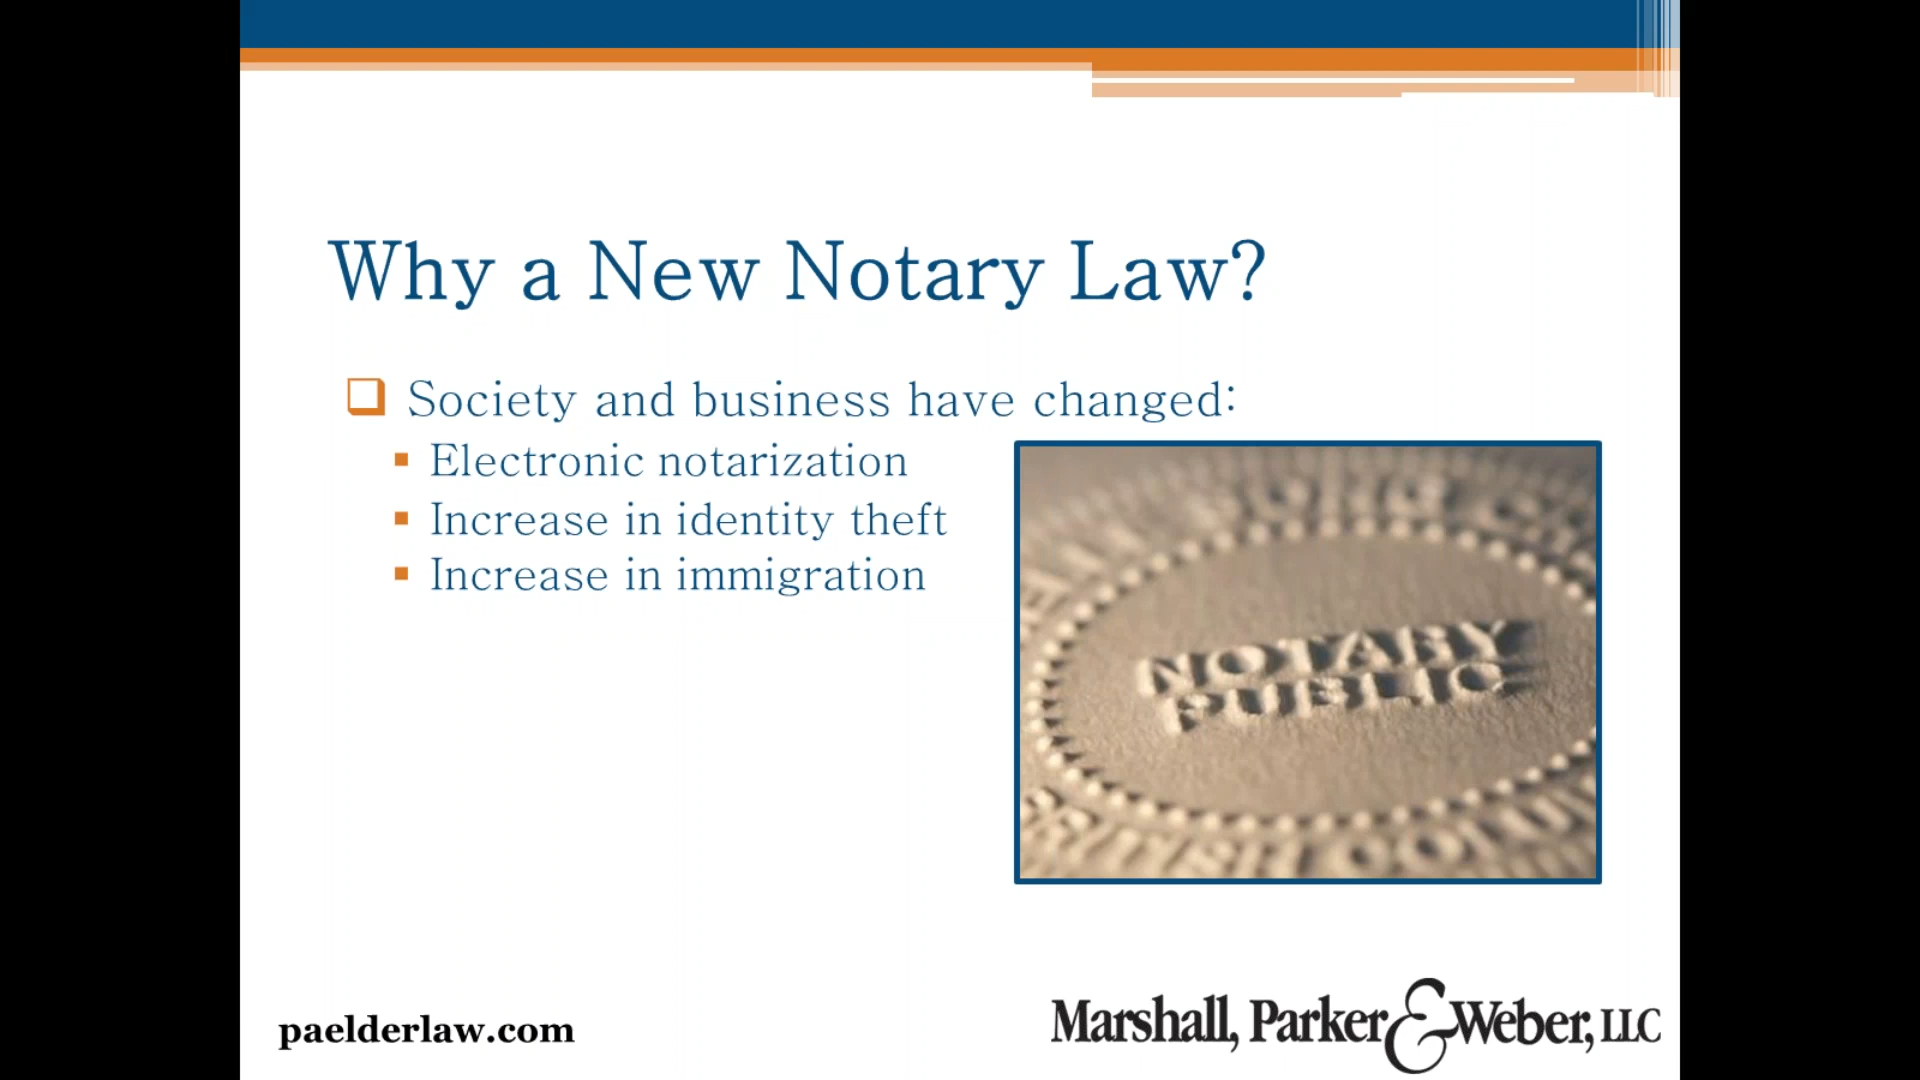 Why a New Notary Law?
Society and business have changed:
Electronic notarization
Increase in identity theft
Increase in immigration
NOTARY
PUBLIC
paelderlaw.com
Marshall, Parker & Weber, LLC